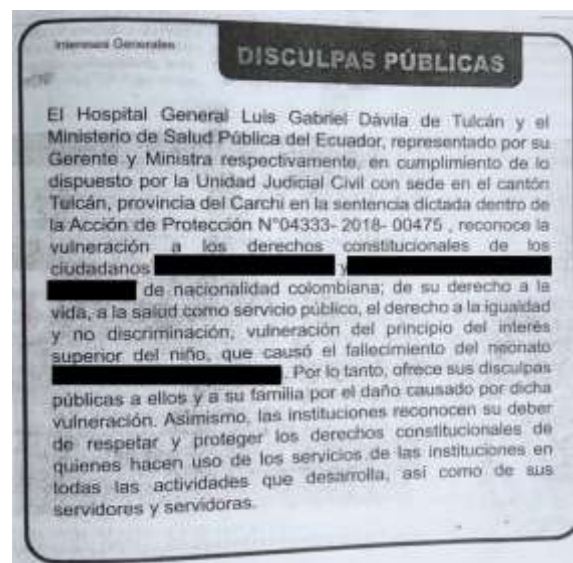 Intereses Generales
DISCULPAS PÚBLICAS
El Hospital General Luis Gabriel Dávila de Tulcán y el
Ministerio de Salud Pública del Ecuador, representado por su
Gerente y Ministra respectivamente, en cumplimiento de lo
dispuesto por la Unidad Judicial Civil con sede en el cantón
Tulcán, provincia del Carchi en la sentencia dictada dentro de
la Acción de Protección N°04333- 2018- 00475 , reconoce la
vulneración a los derechos constitucionales de los
ciudadanos y
de nacionalidad colombiana; de su derecho a la
vida, a la salud como servicio público, el derecho a la igualdad
y no discriminación, vulneración del principio del interés
superior del niño, que causó el fallecimiento del neonato
. Por lo tanto, ofrece sus disculpas
públicas a ellos y a su familia por el daño causado por dicha
vulneración. Asimismo, las instituciones reconocen su deber
de respetar y proteger los derechos constitucionales de
quienes hacen uso de los servicios de las instituciones en
todas las actividades que desarrolla, así como de sus
servidores y servidoras.